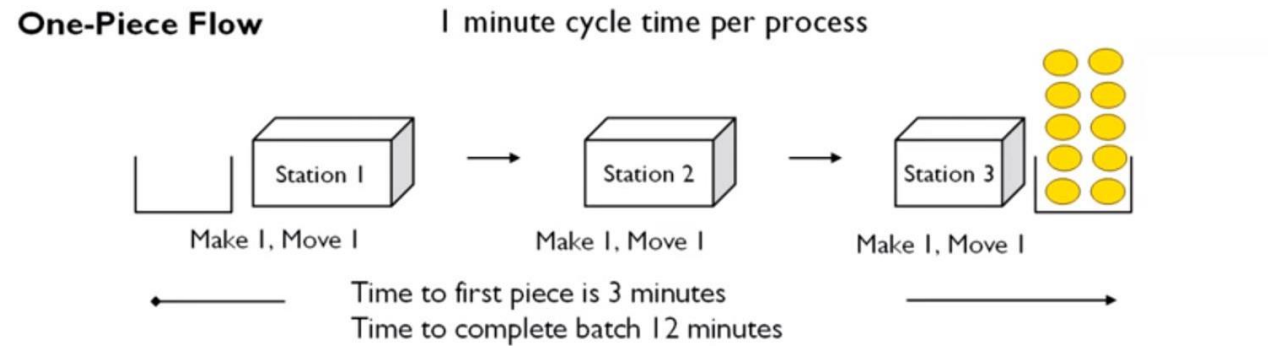 One-Piece Flow
1 minute cycle time per process
Station 1
Station 2
Station 3
Make 1, Move 1
Make 1, Move 1
Make 1, Move 1
Time to first piece is 3 minutes
Time to complete batch 12 minutes